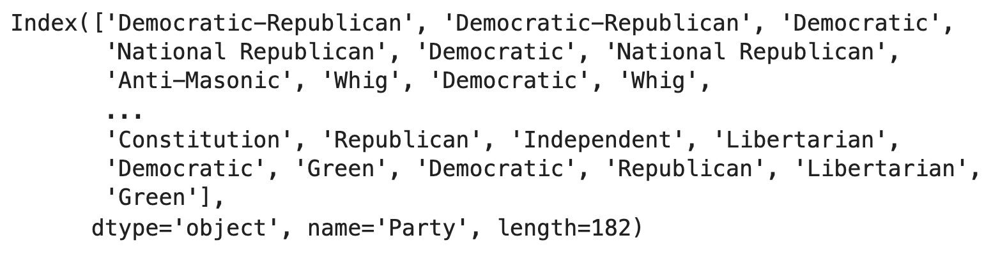 Index(['Democratic-Republican', 'Democratic-Republican', 'Democratic',
'National Republican', 'Democratic', 'National Republican',
'Anti-Masonic', 'Whig', 'Democratic', 'Whig',
...
'Constitution', 'Republican', 'Independent', 'Libertarian',
'Democratic', 'Green', 'Democratic', 'Republican', 'Libertarian',
'Green'],
dtype='object', name='Party', length=182)